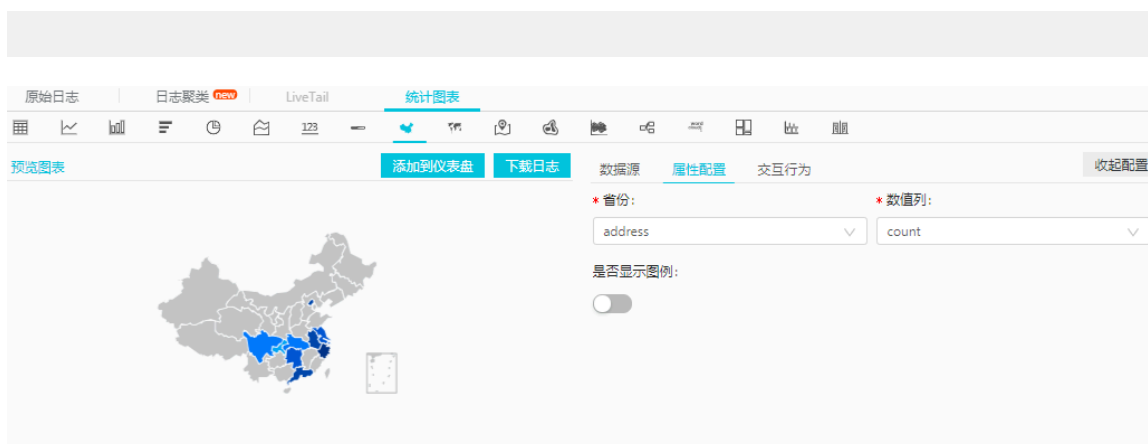 原始日志 日志聚类 new LiveTail 统计图表
123
预览图表 添加到仪表盘 下载日志 数据源 属性配置 交互行为 收起配置
* 省份: * 数值列:
address count
是否显示图例: